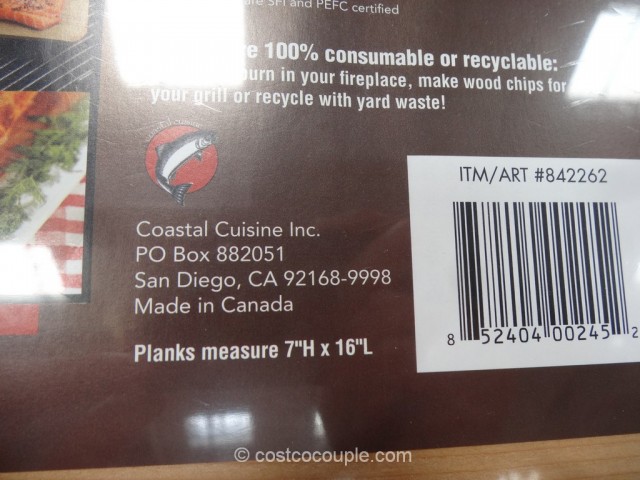 SFI and PEFC certified
100% consumable or recyclable:
burn in your fireplace, make wood chips for
your grill or recycle with yard waste!
Coastal Cuisine Inc.
PO Box 882051
San Diego, CA 92168-9998
Made in Canada
Planks measure 7"H x 16"L
ITM/ART #842262
8 52404 00245 2
© costcocouple.com